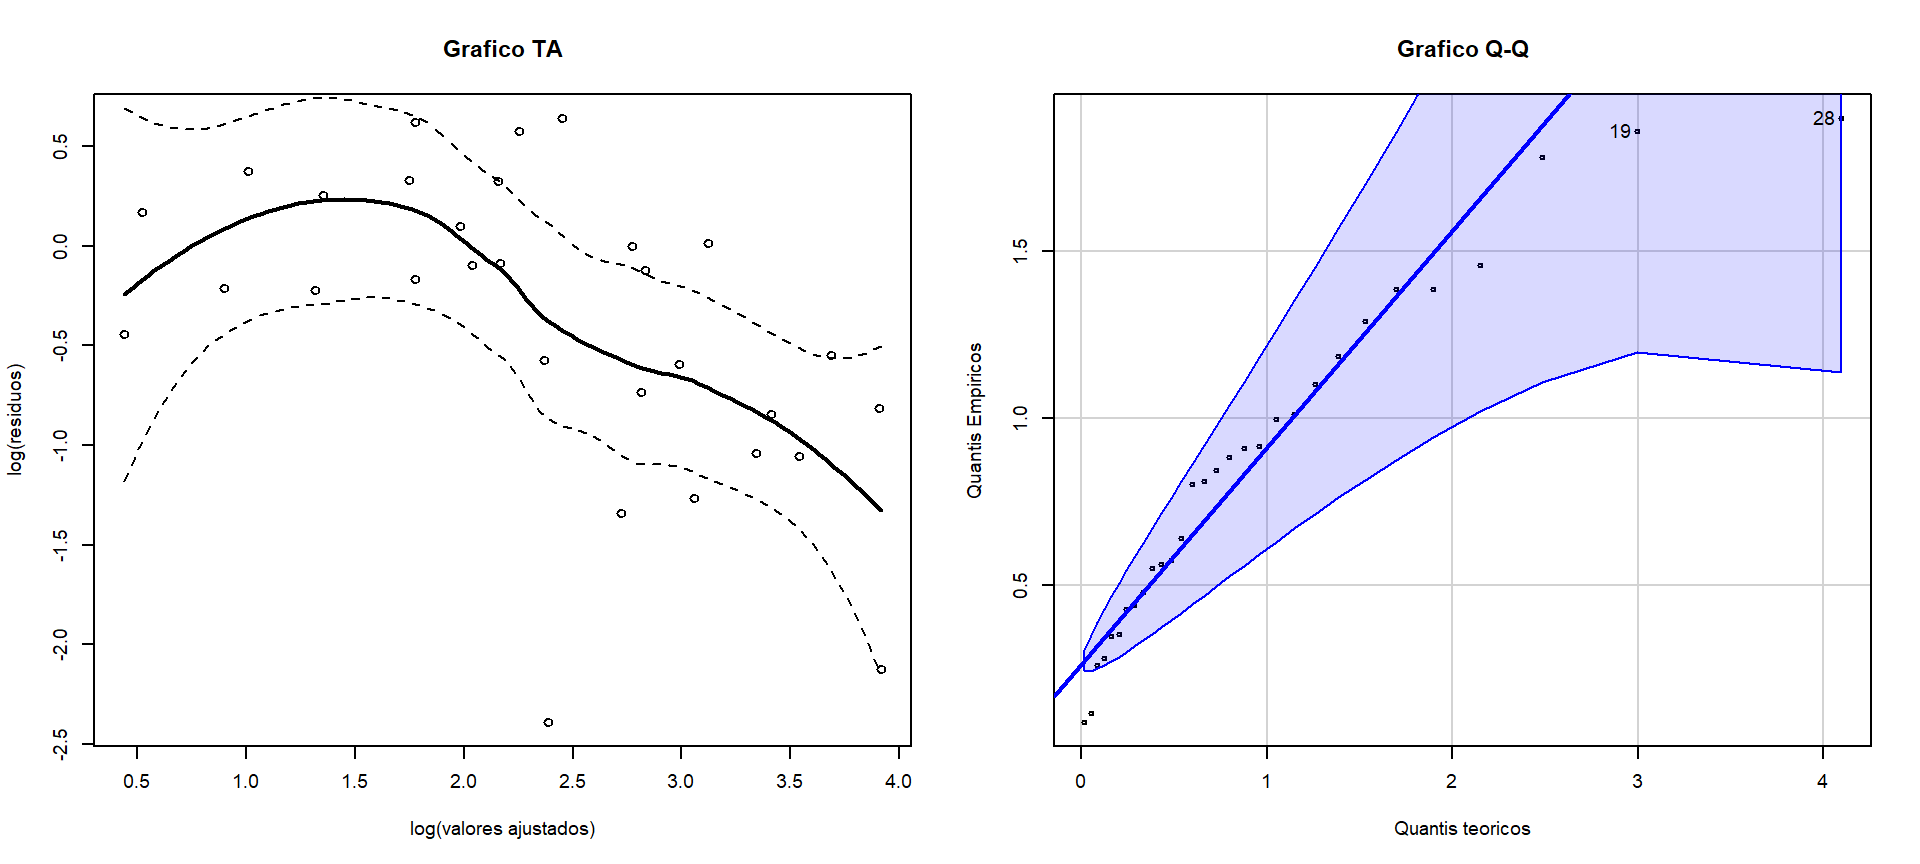 Grafico TA
log(residuos)
0.5
0.0
-0.5
-1.0
-1.5
-2.0
-2.5
0.5 1.0 1.5 2.0 2.5 3.0 3.5 4.0
log(valores ajustados)
Grafico Q-Q
Quantis Empiricos
1.5
1.0
0.5
19
28
0 1 2 3 4
Quantis teoricos